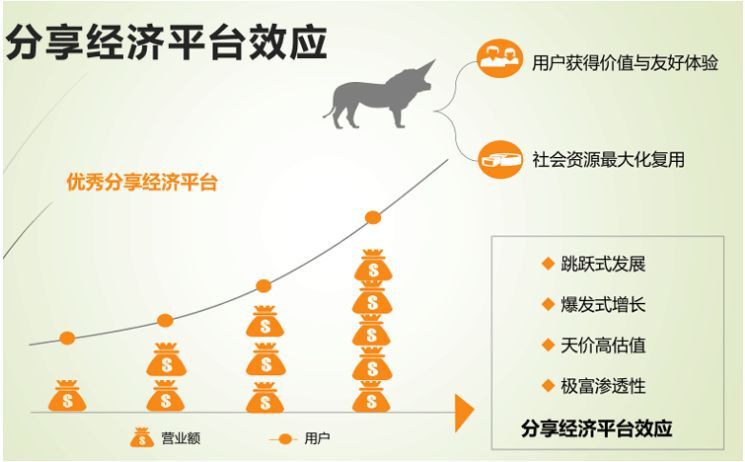 分享经济平台效应
用户获得价值与友好体验
社会资源最大化复用
优秀分享经济平台
跳跃式发展
爆发式增长
天价高估值
极富渗透性
分享经济平台效应
$
$
$
$
$
$
$
$
$
$
$
$ 营业额
用户